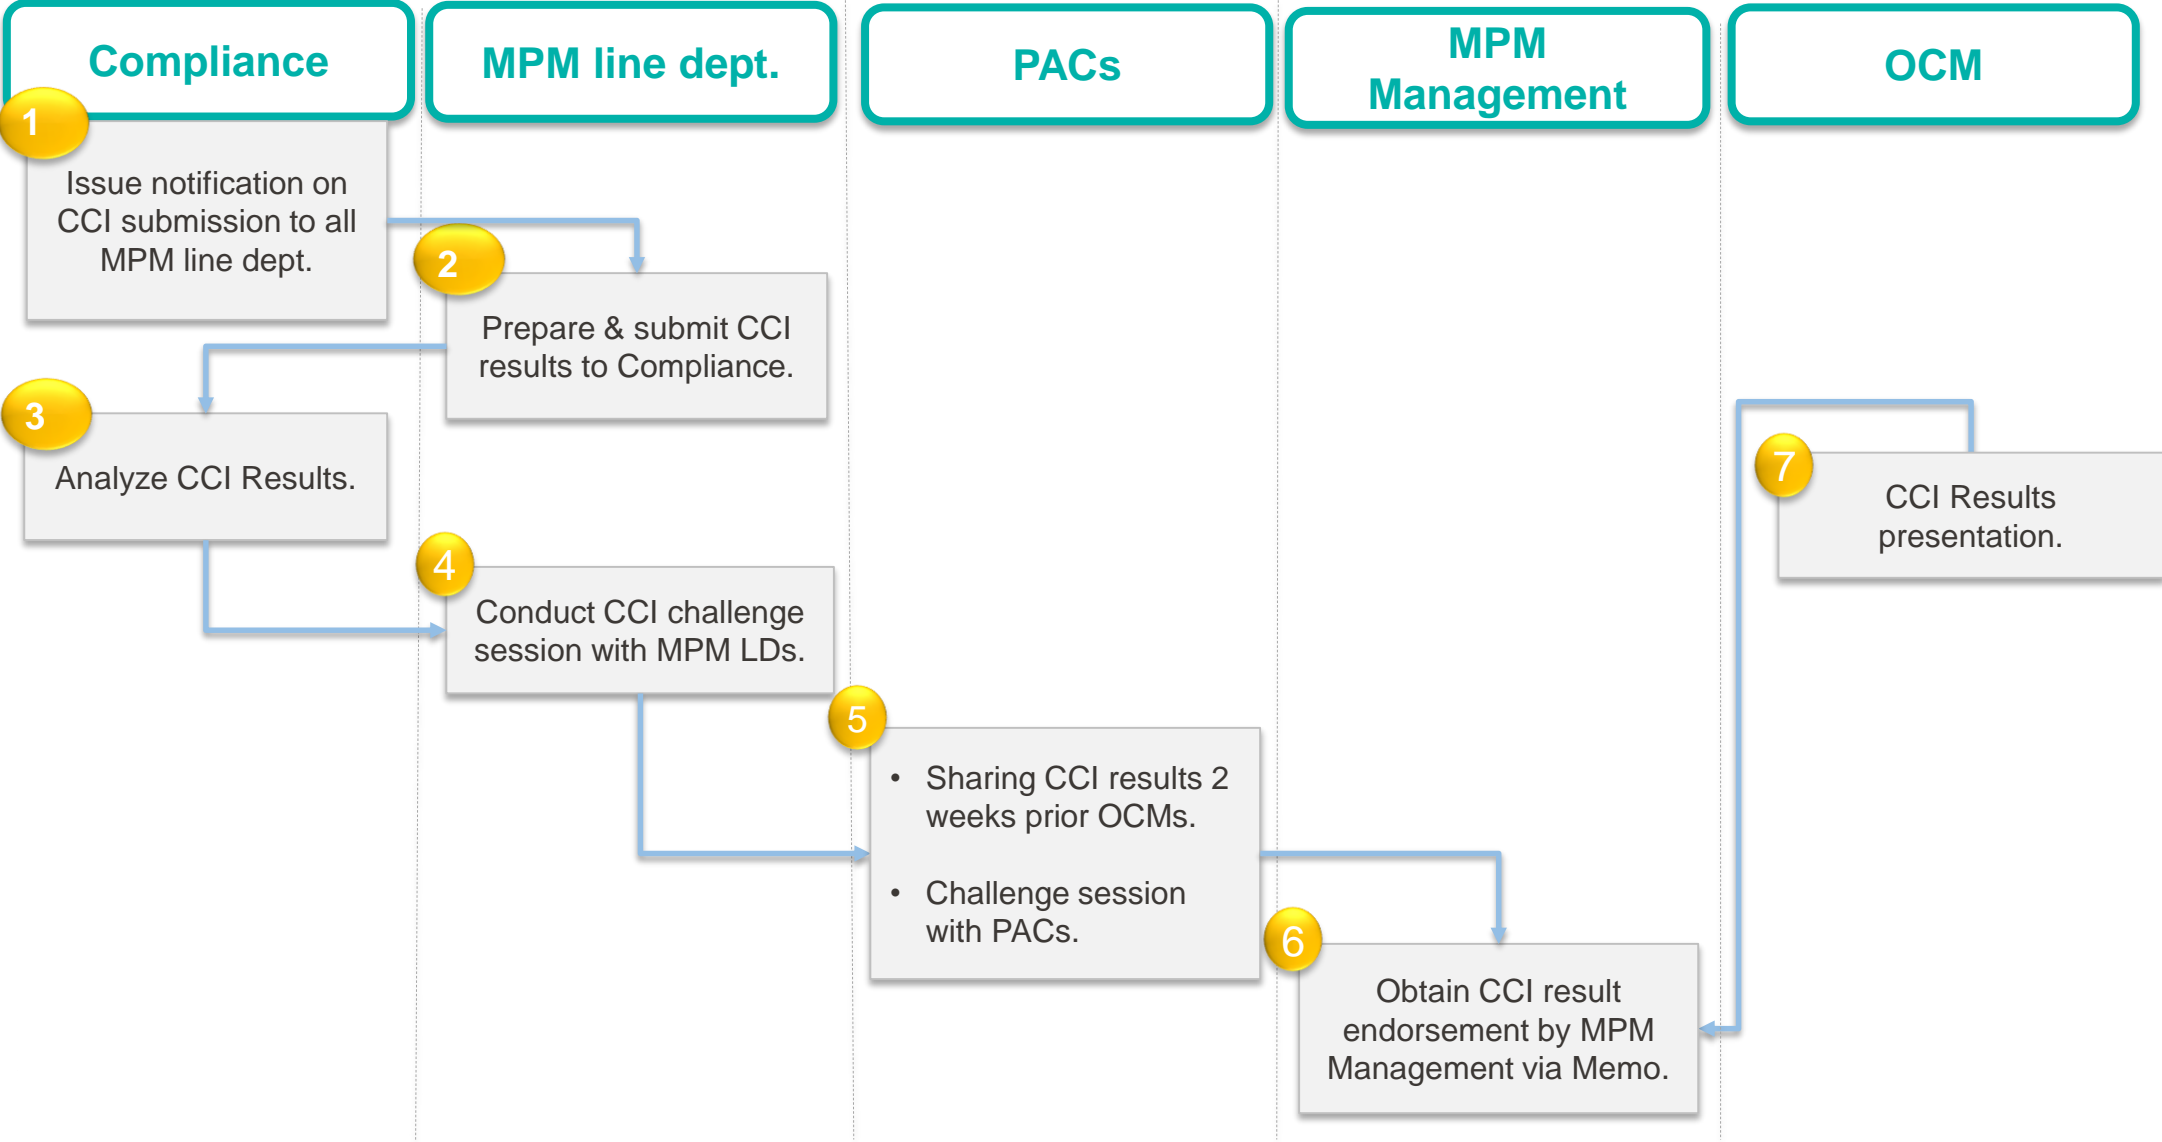 Compliance
MPM line dept.
PACs
MPM
Management
OCM
1
Issue notification on
CCI submission to all
MPM line dept.
2
Prepare & submit CCI
results to Compliance.
3
Analyze CCI Results.
4
Conduct CCI challenge
session with MPM LDs.
5
• Sharing CCI results 2
weeks prior OCMs.
• Challenge session
with PACs.
6
Obtain CCI result
endorsement by MPM
Management via Memo.
7
CCI Results
presentation.